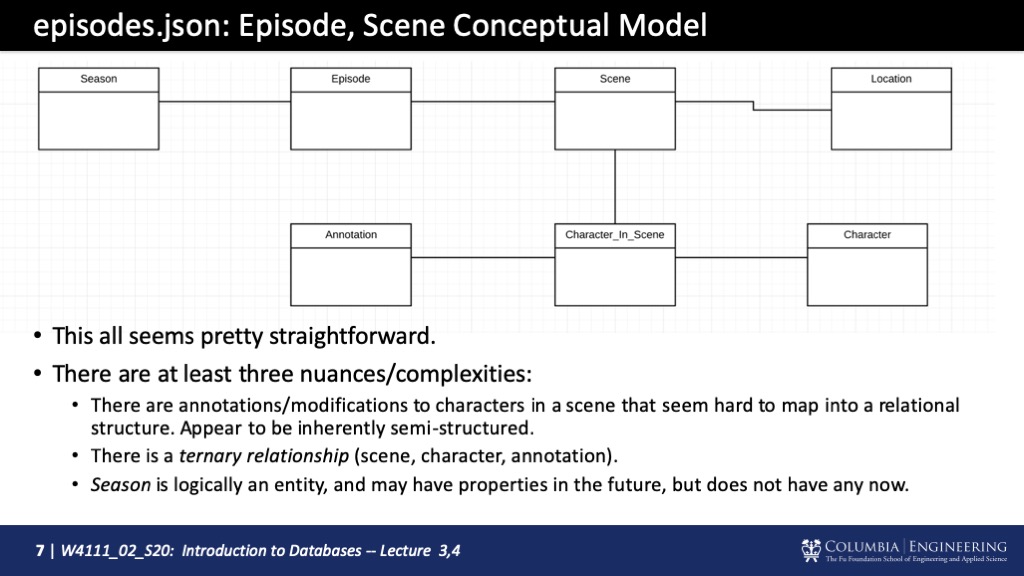 episodes.json: Episode, Scene Conceptual Model
Season
Episode
Scene
Location
Annotation
Character_In_Scene
Character
• This all seems pretty straightforward.
• There are at least three nuances/complexities:
• There are annotations/modifications to characters in a scene that seem hard to map into a relational
structure. Appear to be inherently semi-structured.
• There is a ternary relationship (scene, character, annotation).
• Season is logically an entity, and may have properties in the future, but does not have any now.
7 | W4111_02_S20: Introduction to Databases -- Lecture 3,4
COLUMBIA | ENGINEERING
The Fu Foundation School of Engineering and Applied Science